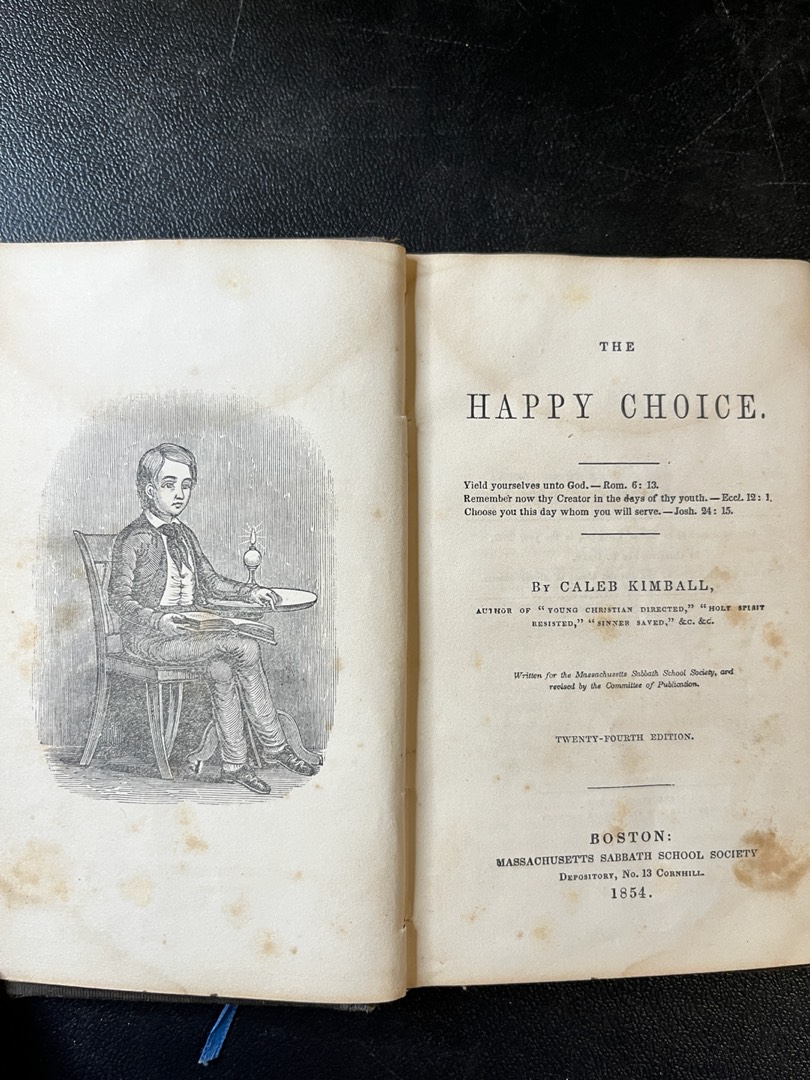 THE
HAPPY CHOICE.
Yield yourselves unto God.—Rom. 6: 13.
Remember now thy Creator in the days of thy youth.—Eccl. 12: 1.
Choose you this day whom you will serve.—Josh. 24: 15.
By CALEB KIMBALL,
AUTHOR OF "YOUNG CHRISTIAN DIRECTED," "HOLY SPIRIT
RESISTED," "SINNER SAVED," &C. &C.
Written for the Massachusetts Sabbath School Society, and
revised by the Committee of Publication.
TWENTY-FOURTH EDITION.
BOSTON:
MASSACHUSETTS SABBATH SCHOOL SOCIETY
Depository, No. 13 Cornhill.
1854.